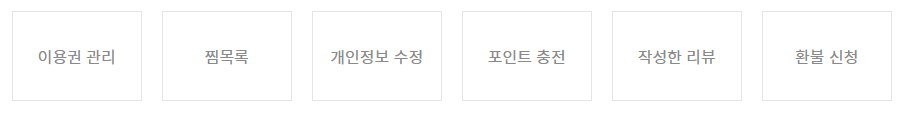 이용권 관리
찜목록
개인정보 수정
포인트 충전
작성한 리뷰
환불 신청